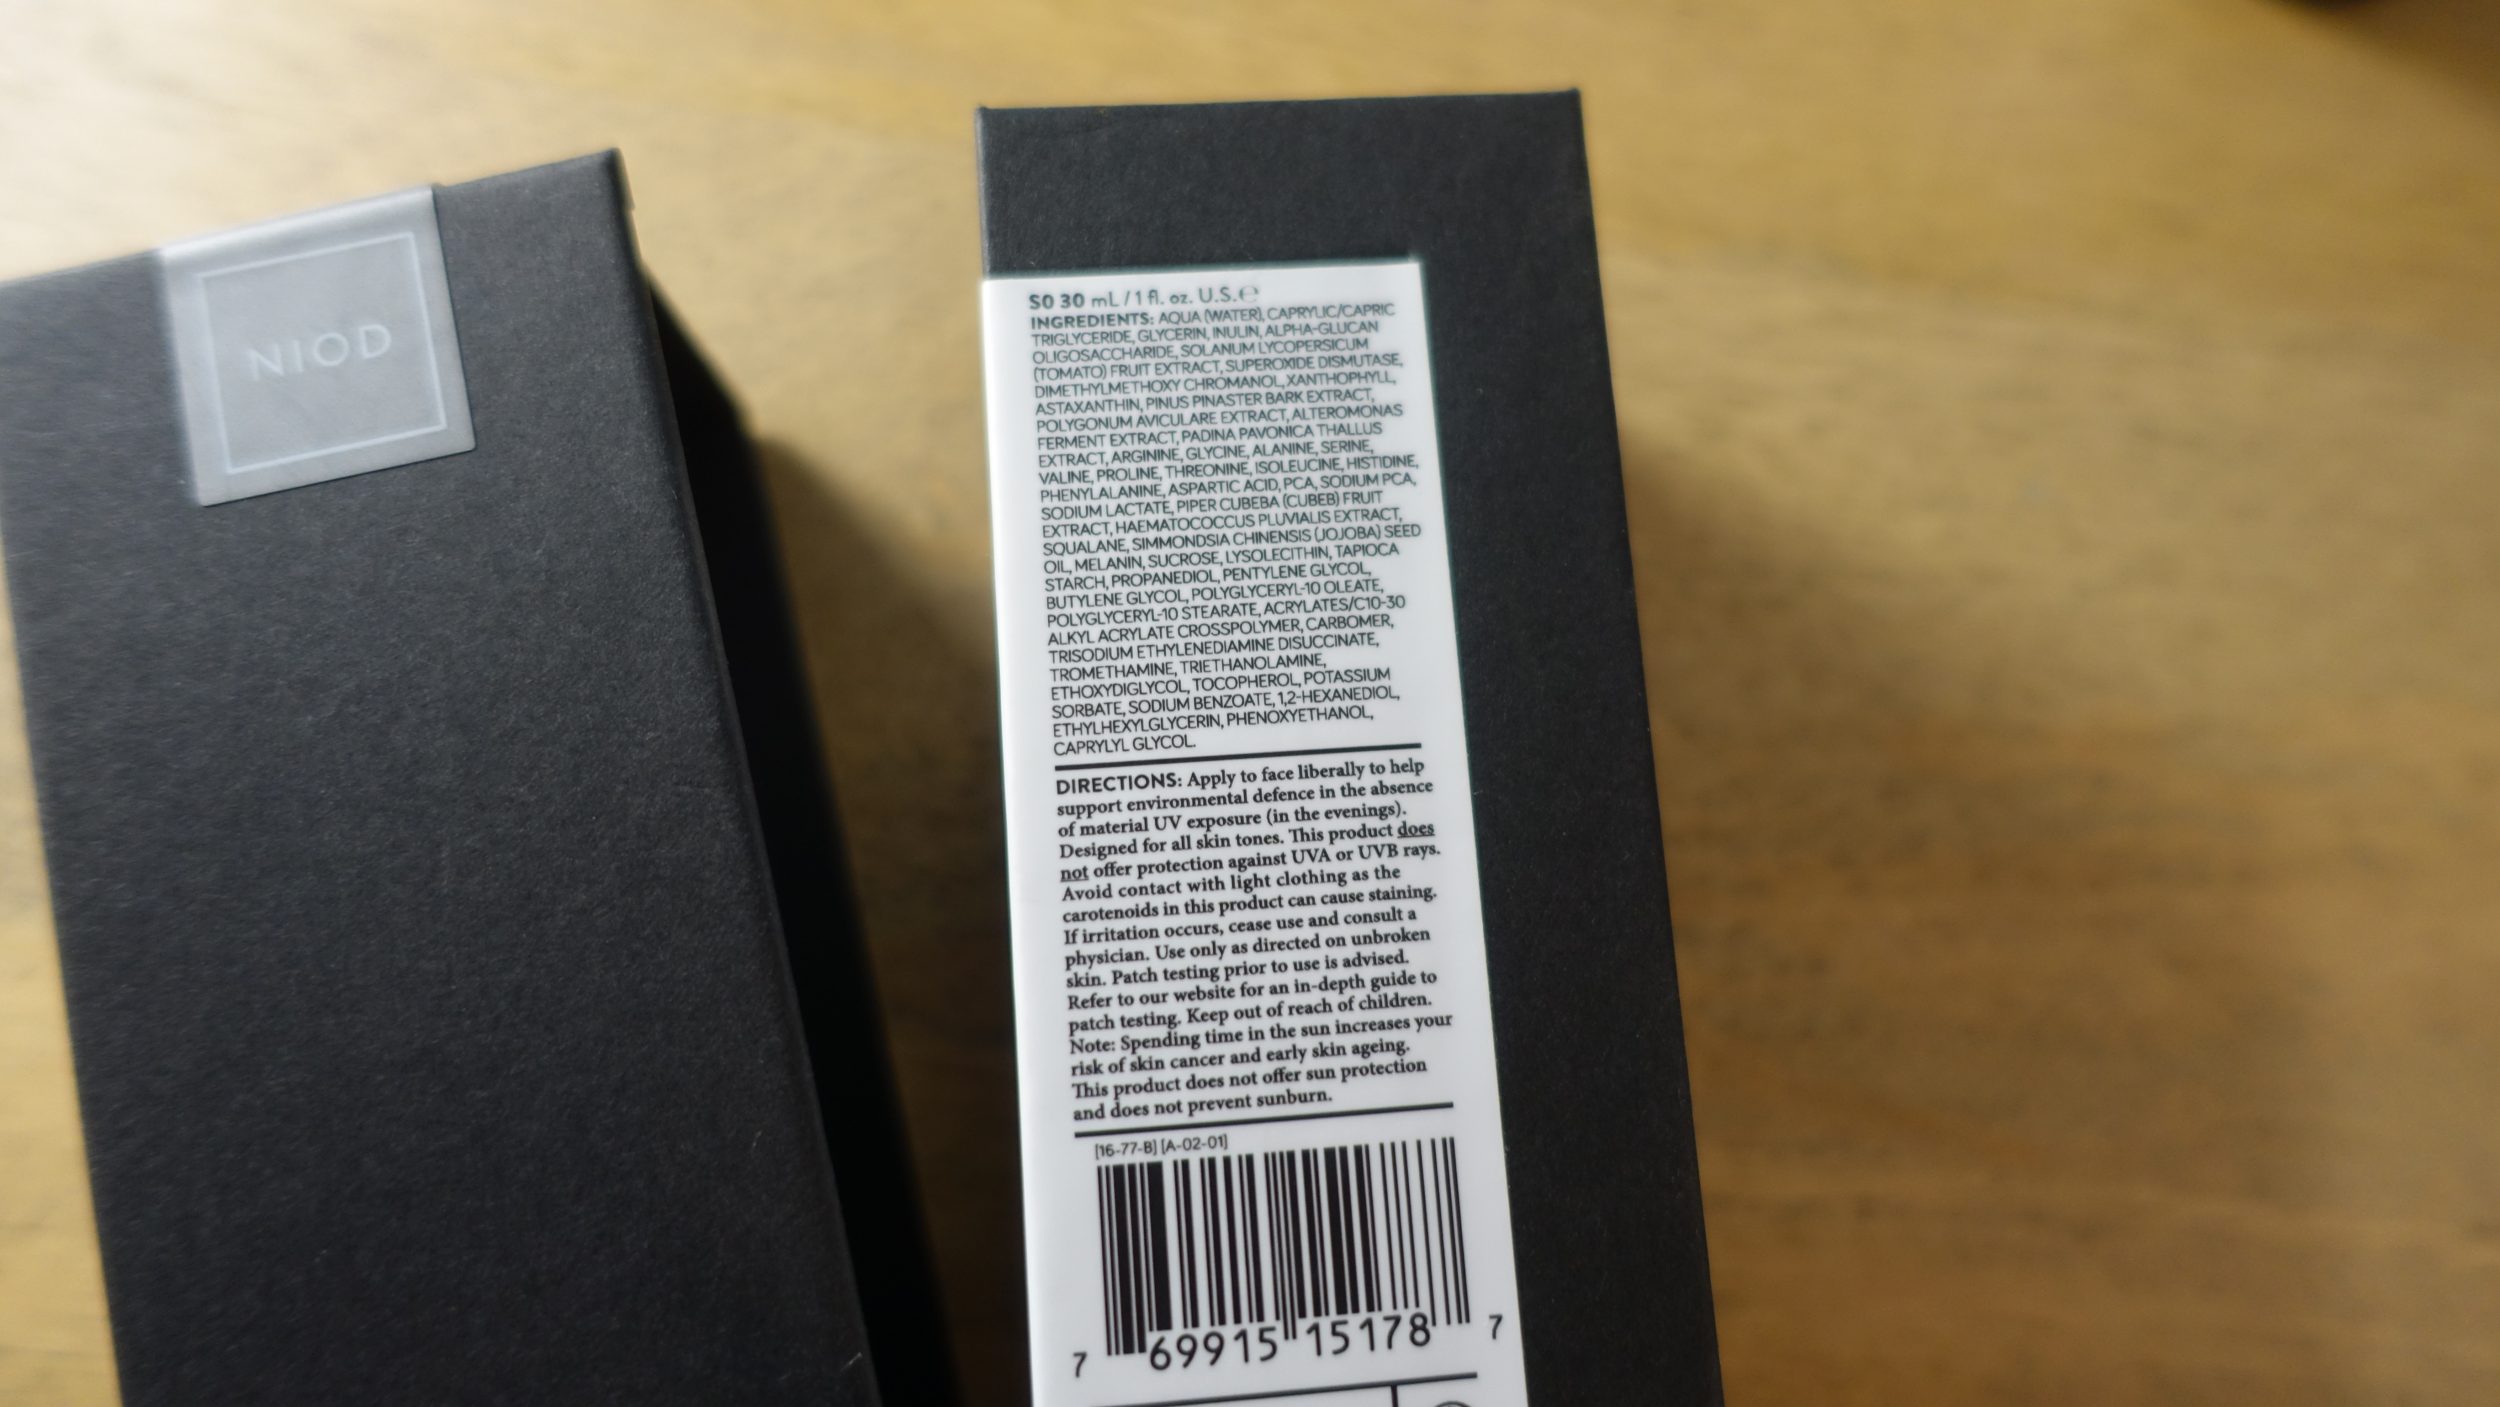 NIOD
S0 30 mL / 1 fl. oz. U.S.℮
INGREDIENTS: AQUA (WATER), CAPRYLIC/CAPRIC
TRIGLYCERIDE, GLYCERIN, INULIN, ALPHA-GLUCAN
OLIGOSACCHARIDE, SOLANUM LYCOPERSICUM
(TOMATO) FRUIT EXTRACT, SUPEROXIDE DISMUTASE,
DIMETHYLMETHOXY CHROMANOL, XANTHOPHYLL,
ASTAXANTHIN, PINUS PINASTER BARK EXTRACT,
POLYGONUM AVICULARE EXTRACT, ALTEROMONAS
FERMENT EXTRACT, PADINA PAVONICA THALLUS
EXTRACT, ARGININE, GLYCINE, ALANINE, SERINE,
VALINE, PROLINE, THREONINE, ISOLEUCINE, HISTIDINE,
PHENYLALANINE, ASPARTIC ACID, PCA, SODIUM PCA,
SODIUM LACTATE, PIPER CUBEBA (CUBEB) FRUIT
EXTRACT, HAEMATOCOCCUS PLUVIALIS EXTRACT,
SQUALANE, SIMMONDSIA CHINENSIS (JOJOBA) SEED
OIL, MELANIN, SUCROSE, LYSOLECITHIN, TAPIOCA
STARCH, PROPANEDIOL, PENTYLENE GLYCOL,
BUTYLENE GLYCOL, POLYGLYCERYL-10 OLEATE,
POLYGLYCERYL-10 STEARATE, ACRYLATES/C10-30
ALKYL ACRYLATE CROSSPOLYMER, CARBOMER,
TRISODIUM ETHYLENEDIAMINE DISUCCINATE,
TROMETHAMINE, TRIETHANOLAMINE,
ETHOXYDIGLYCOL, TOCOPHEROL, POTASSIUM
SORBATE, SODIUM BENZOATE, 1,2-HEXANEDIOL,
ETHYLHEXYLGLYCERIN, PHENOXYETHANOL,
CAPRYLYL GLYCOL.
DIRECTIONS: Apply to face liberally to help
support environmental defence in the absence
of material UV exposure (in the evenings).
Designed for all skin tones. This product does
not offer protection against UVA or UVB rays.
Avoid contact with light clothing as the
carotenoids in this product can cause staining.
If irritation occurs, cease use and consult a
physician. Use only as directed on unbroken
skin. Patch testing prior to use is advised.
Refer to our website for an in-depth guide to
patch testing. Keep out of reach of children.
Note: Spending time in the sun increases your
risk of skin cancer and early skin ageing.
This product does not offer sun protection
and does not prevent sunburn.
[16-77-B] [A-02-01]
7 69915 15178 7